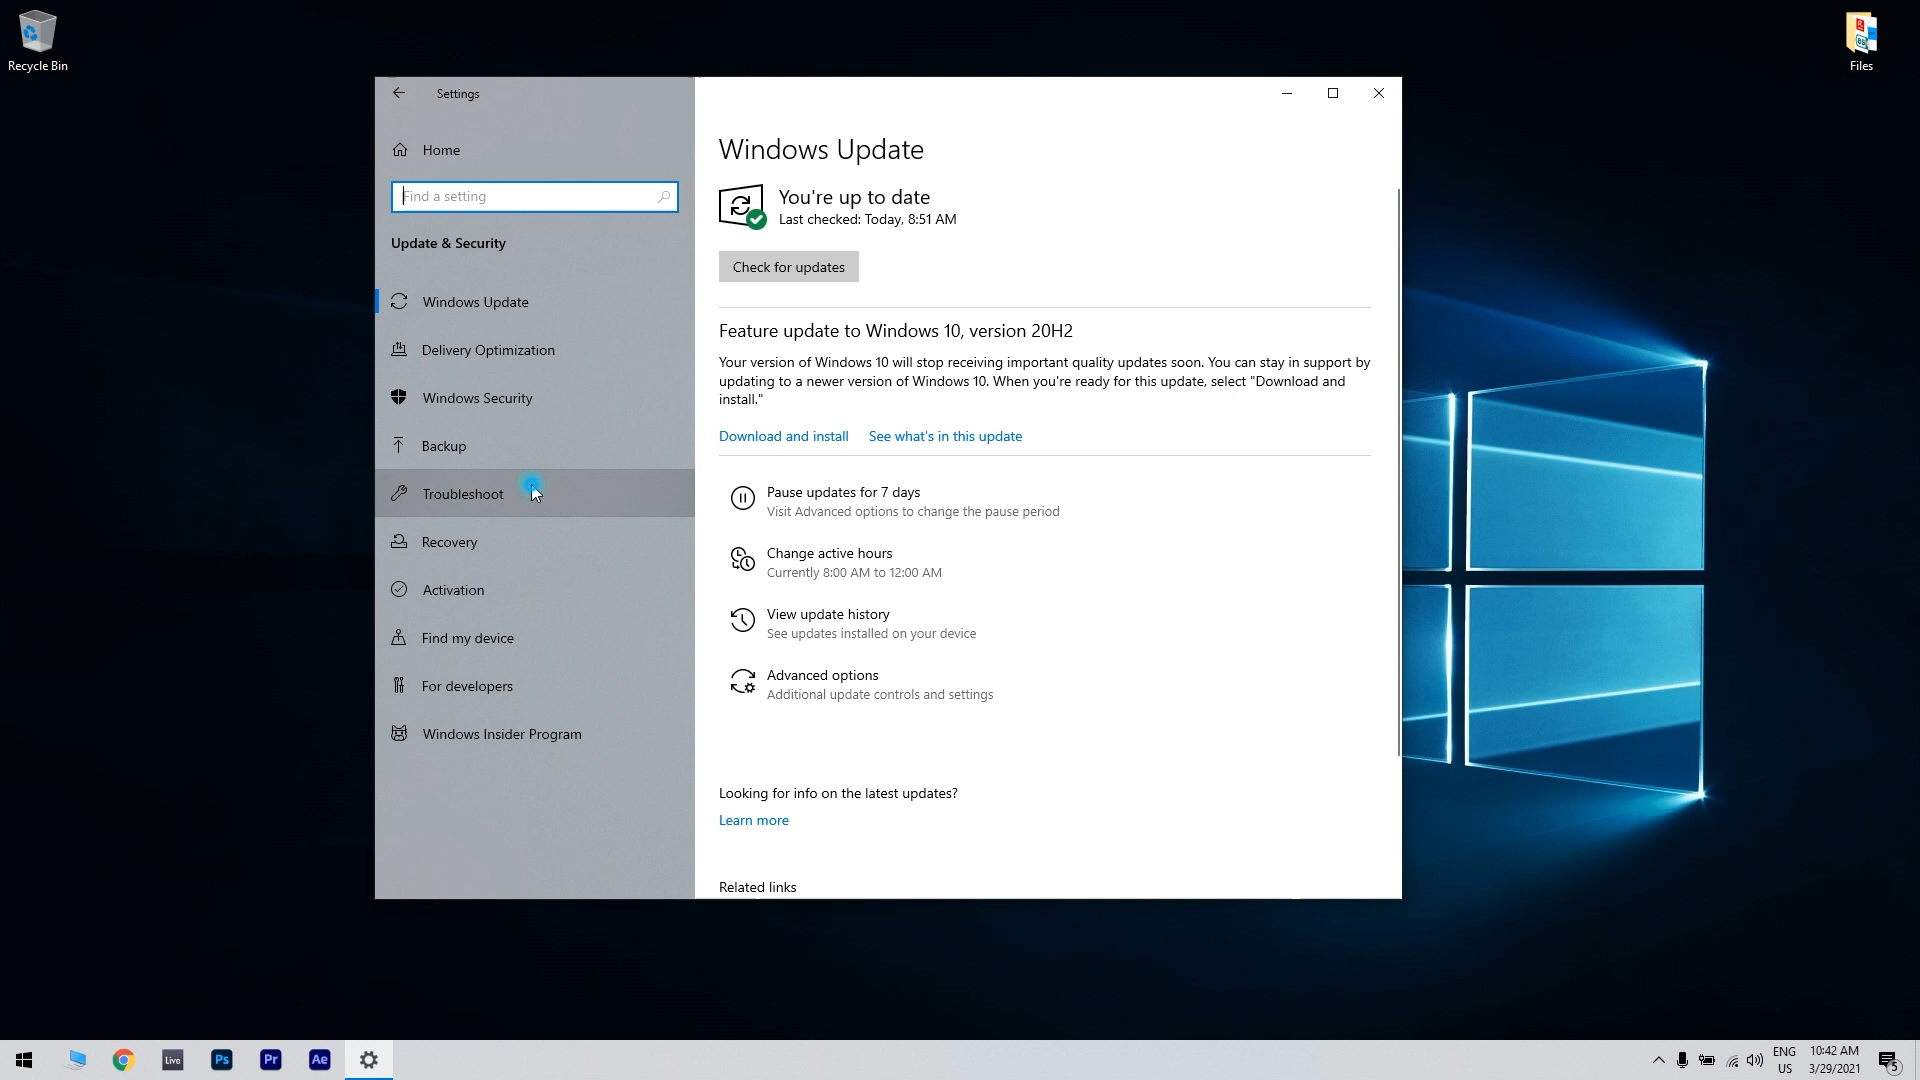 Recycle Bin
Files
Settings
Home
Find a setting
Update & Security
Windows Update
Delivery Optimization
Windows Security
Backup
Troubleshoot
Recovery
Activation
Find my device
For developers
Windows Insider Program
Windows Update
You're up to date
Last checked: Today, 8:51 AM
Check for updates
Feature update to Windows 10, version 20H2
Your version of Windows 10 will stop receiving important quality updates soon. You can stay in support by
updating to a newer version of Windows 10. When you're ready for this update, select "Download and
install."
Download and install See what's in this update
Pause updates for 7 days
Visit Advanced options to change the pause period
Change active hours
Currently 8:00 AM to 12:00 AM
View update history
See updates installed on your device
Advanced options
Additional update controls and settings
Looking for info on the latest updates?
Learn more
Related links
Live
Ps
Pr
Ae
ENG
US
10:42 AM
3/29/2021
5